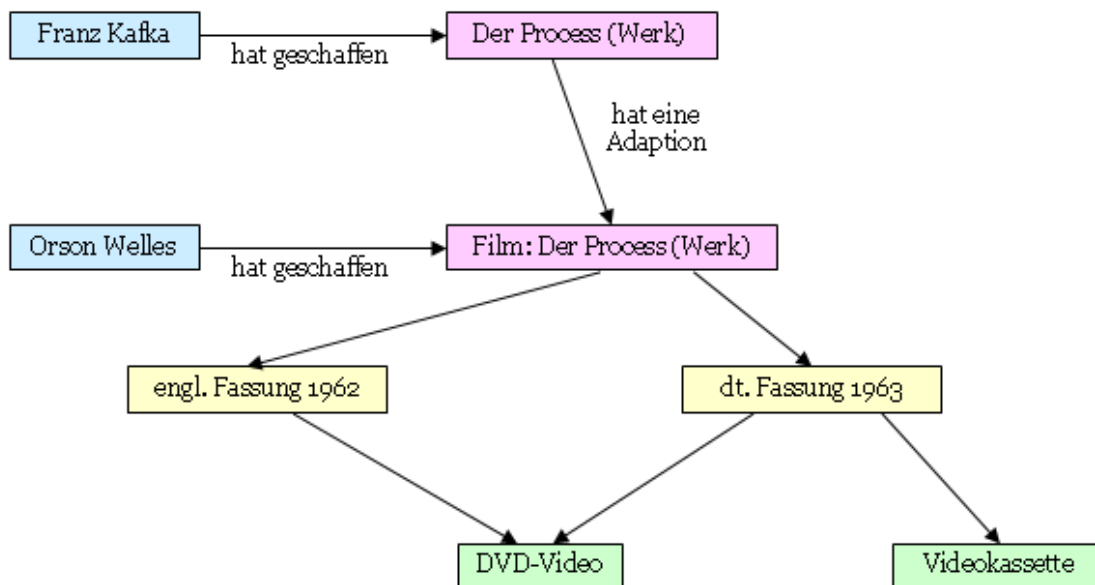 Franz Kafka
Der Process (Werk)
hat geschaffen
hat eine
Adaption
Orson Welles
Film: Der Process (Werk)
hat geschaffen
engl. Fassung 1962
dt. Fassung 1963
DVD-Video
Videokassette